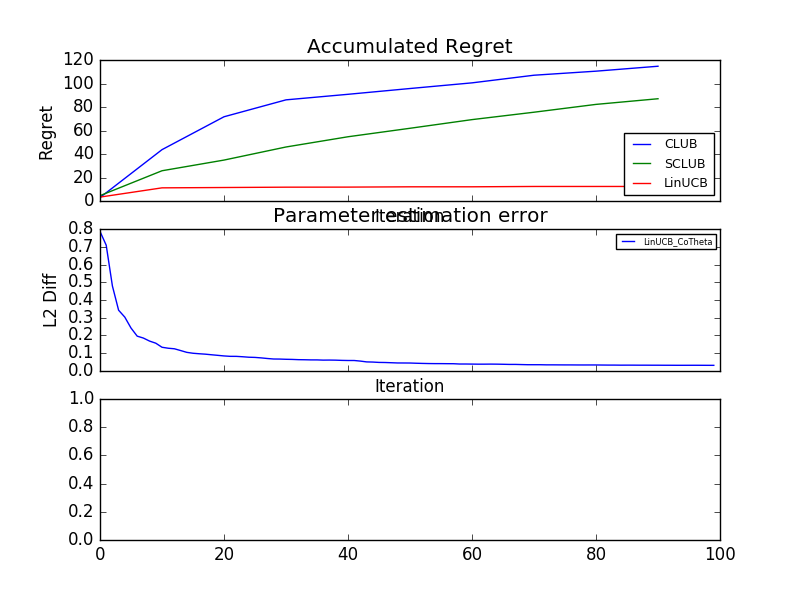 Accumulated Regret
120
100
80
60
40
20
0
Regret
CLUB
SCLUB
LinUCB
Iteration
Parameter estimation error
0.8
0.7
0.6
0.5
0.4
0.3
0.2
0.1
0.0
L2 Diff
LinUCB_CoTheta
Iteration
1.0
0.8
0.6
0.4
0.2
0.0
0 20 40 60 80 100